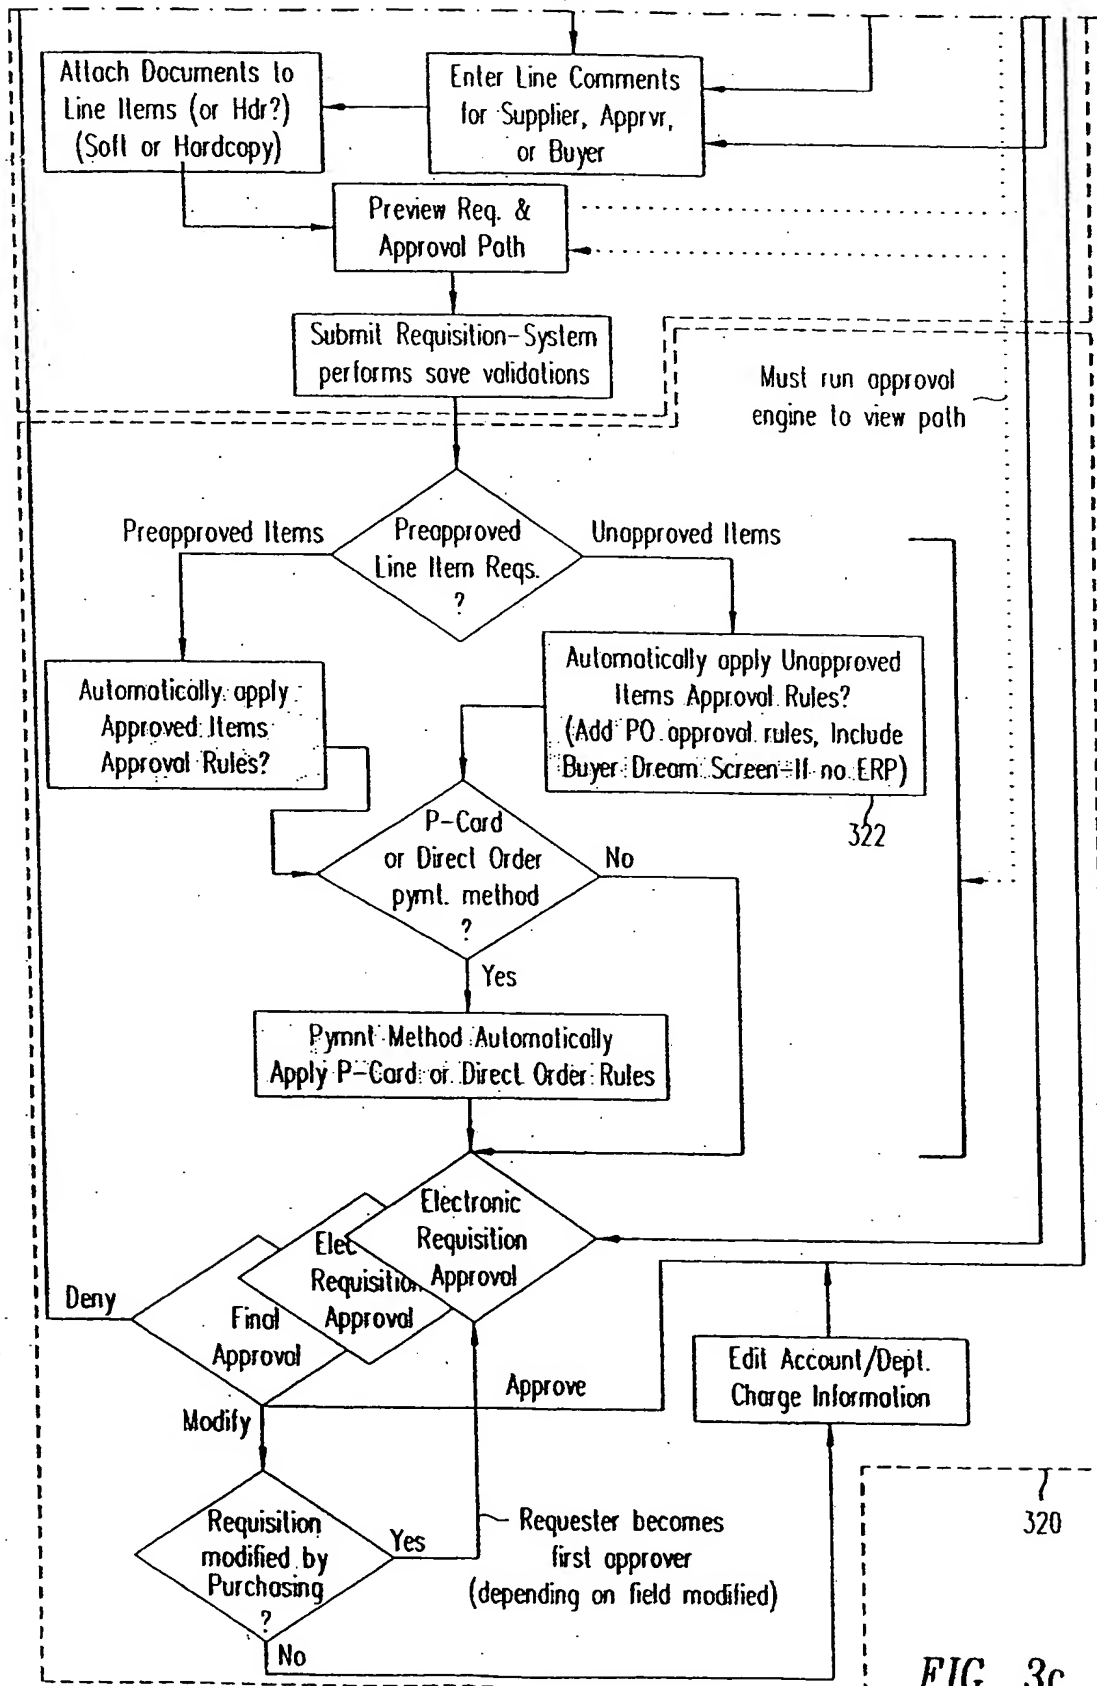 Attach Documents to
Line Items (or Hdr?)
(Soft or Hardcopy)
Enter Line Comments
for Supplier, Apprvr,
or Buyer
Preview Req. &
Approval Path
Submit Requisition-System
performs save validations
Must run approval
engine to view path
Preapproved Items
Preapproved
Line Item Reqs.
?
Unapproved Items
Automatically apply
Approved Items
Approval Rules?
Automatically apply Unapproved
Items Approval Rules?
(Add PO approval rules, Include
Buyer Dream Screen-If no ERP)
322
P-Card
or Direct Order
pymt. method
?
No
Yes
Pymnt Method Automatically
Apply P-Card or Direct Order Rules
Electronic
Requisition
Approval
Elec
Requisition
Approval
Final
Approval
Deny
Approve
Modify
Edit Account/Dept.
Charge Information
Requisition
modified by
Purchasing
?
Yes
No
Requester becomes
first approver
(depending on field modified)
320
FIG. 3c